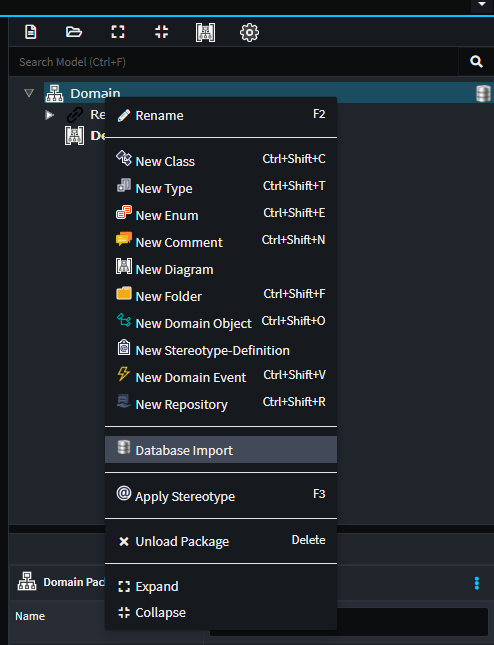 Search Model (Ctrl+F)
Domain
Re
De
Rename F2
New Class Ctrl+Shift+C
New Type Ctrl+Shift+T
New Enum Ctrl+Shift+E
New Comment Ctrl+Shift+N
New Diagram
New Folder Ctrl+Shift+F
New Domain Object Ctrl+Shift+O
New Stereotype-Definition
New Domain Event Ctrl+Shift+V
New Repository Ctrl+Shift+R
Database Import
Apply Stereotype F3
Unload Package Delete
Expand
Collapse
Domain Pac
Name